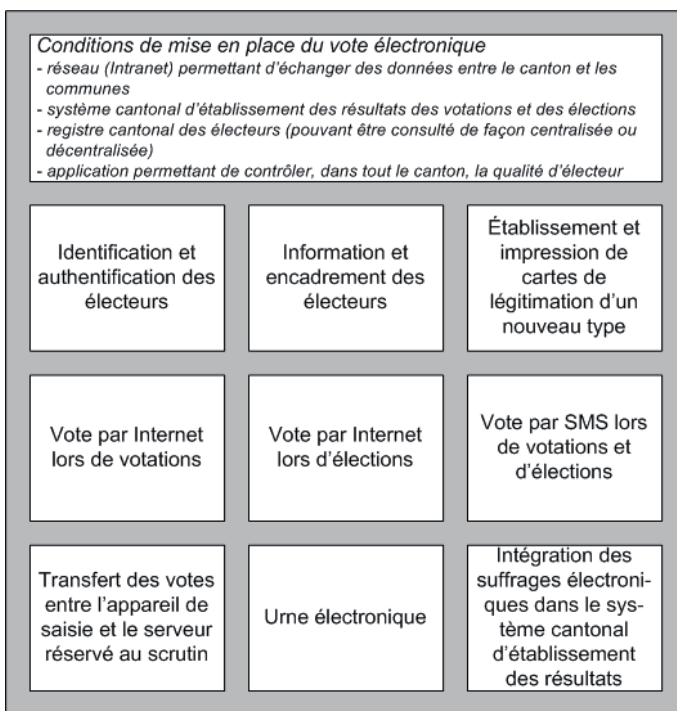 Conditions de mise en place du vote électronique
- réseau (Intranet) permettant d'échanger des données entre le canton et les
communes
- système cantonal d'établissement des résultats des votations et des élections
- registre cantonal des électeurs (pouvant être consulté de façon centralisée ou
décentralisée)
- application permettant de contrôler, dans tout le canton, la qualité d'électeur
Identification et
authentification des
électeurs
Information et
encadrement des
électeurs
Établissement et
impression de
cartes de
légitimation d'un
nouveau type
Vote par Internet
lors de votations
Vote par Internet
lors d'élections
Vote par SMS lors
de votations et
d'élections
Transfert des votes
entre l'appareil de
saisie et le serveur
réservé au scrutin
Urne électronique
Intégration des
suffrages électroni-
ques dans le sys-
tème cantonal
d'établissement
des résultats